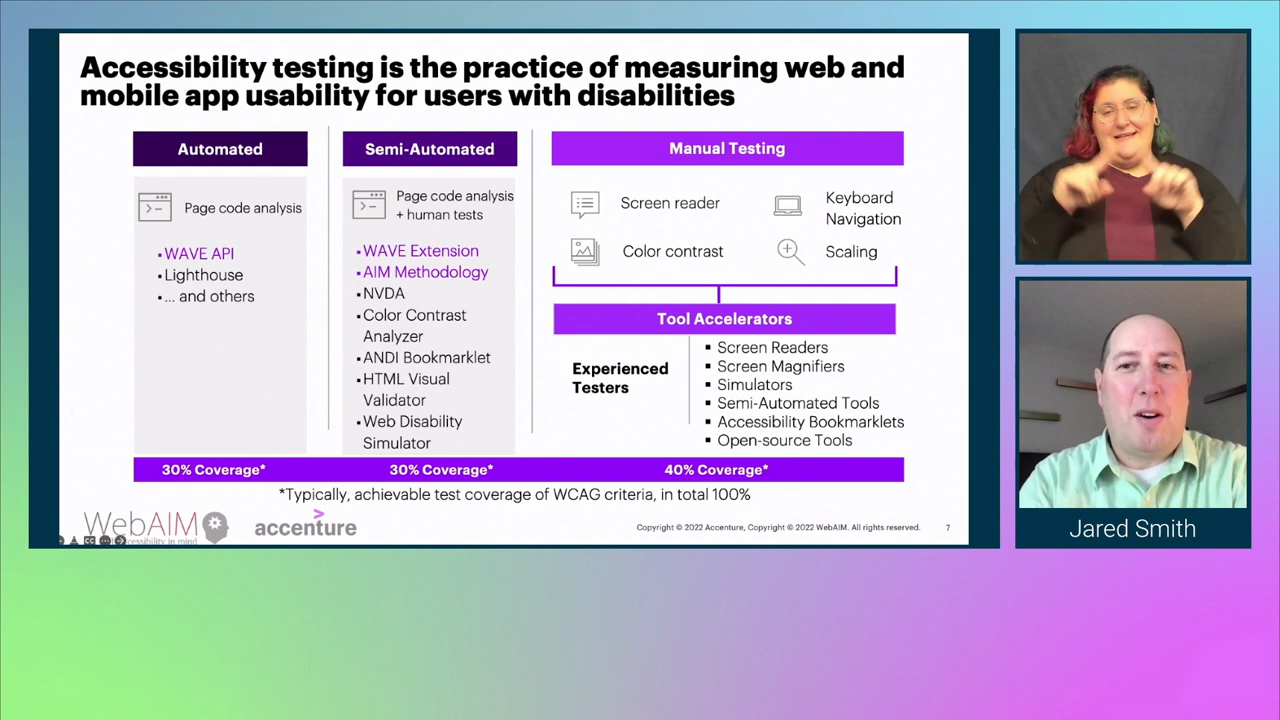 Accessibility testing is the practice of measuring web and
mobile app usability for users with disabilities
Automated
Page code analysis
▪WAVE API
▪Lighthouse
▪... and others
Semi-Automated
Page code analysis
+ human tests
▪WAVE Extension
▪AIM Methodology
▪NVDA
▪Color Contrast
Analyzer
▪ANDI Bookmarklet
▪HTML Visual
Validator
▪Web Disability
Simulator
Manual Testing
Screen reader
Keyboard
Navigation
Color contrast
Scaling
Tool Accelerators
Experienced
Testers
▪ Screen Readers
▪ Screen Magnifiers
▪ Simulators
▪ Semi-Automated Tools
▪ Accessibility Bookmarklets
▪ Open-source Tools
30% Coverage*
30% Coverage*
40% Coverage*
*Typically, achievable test coverage of WCAG criteria, in total 100%
WebAIM
in mind
accenture
Copyright © 2022 Accenture, Copyright © 2022 WebAIM. All rights reserved.
7
Jared Smith